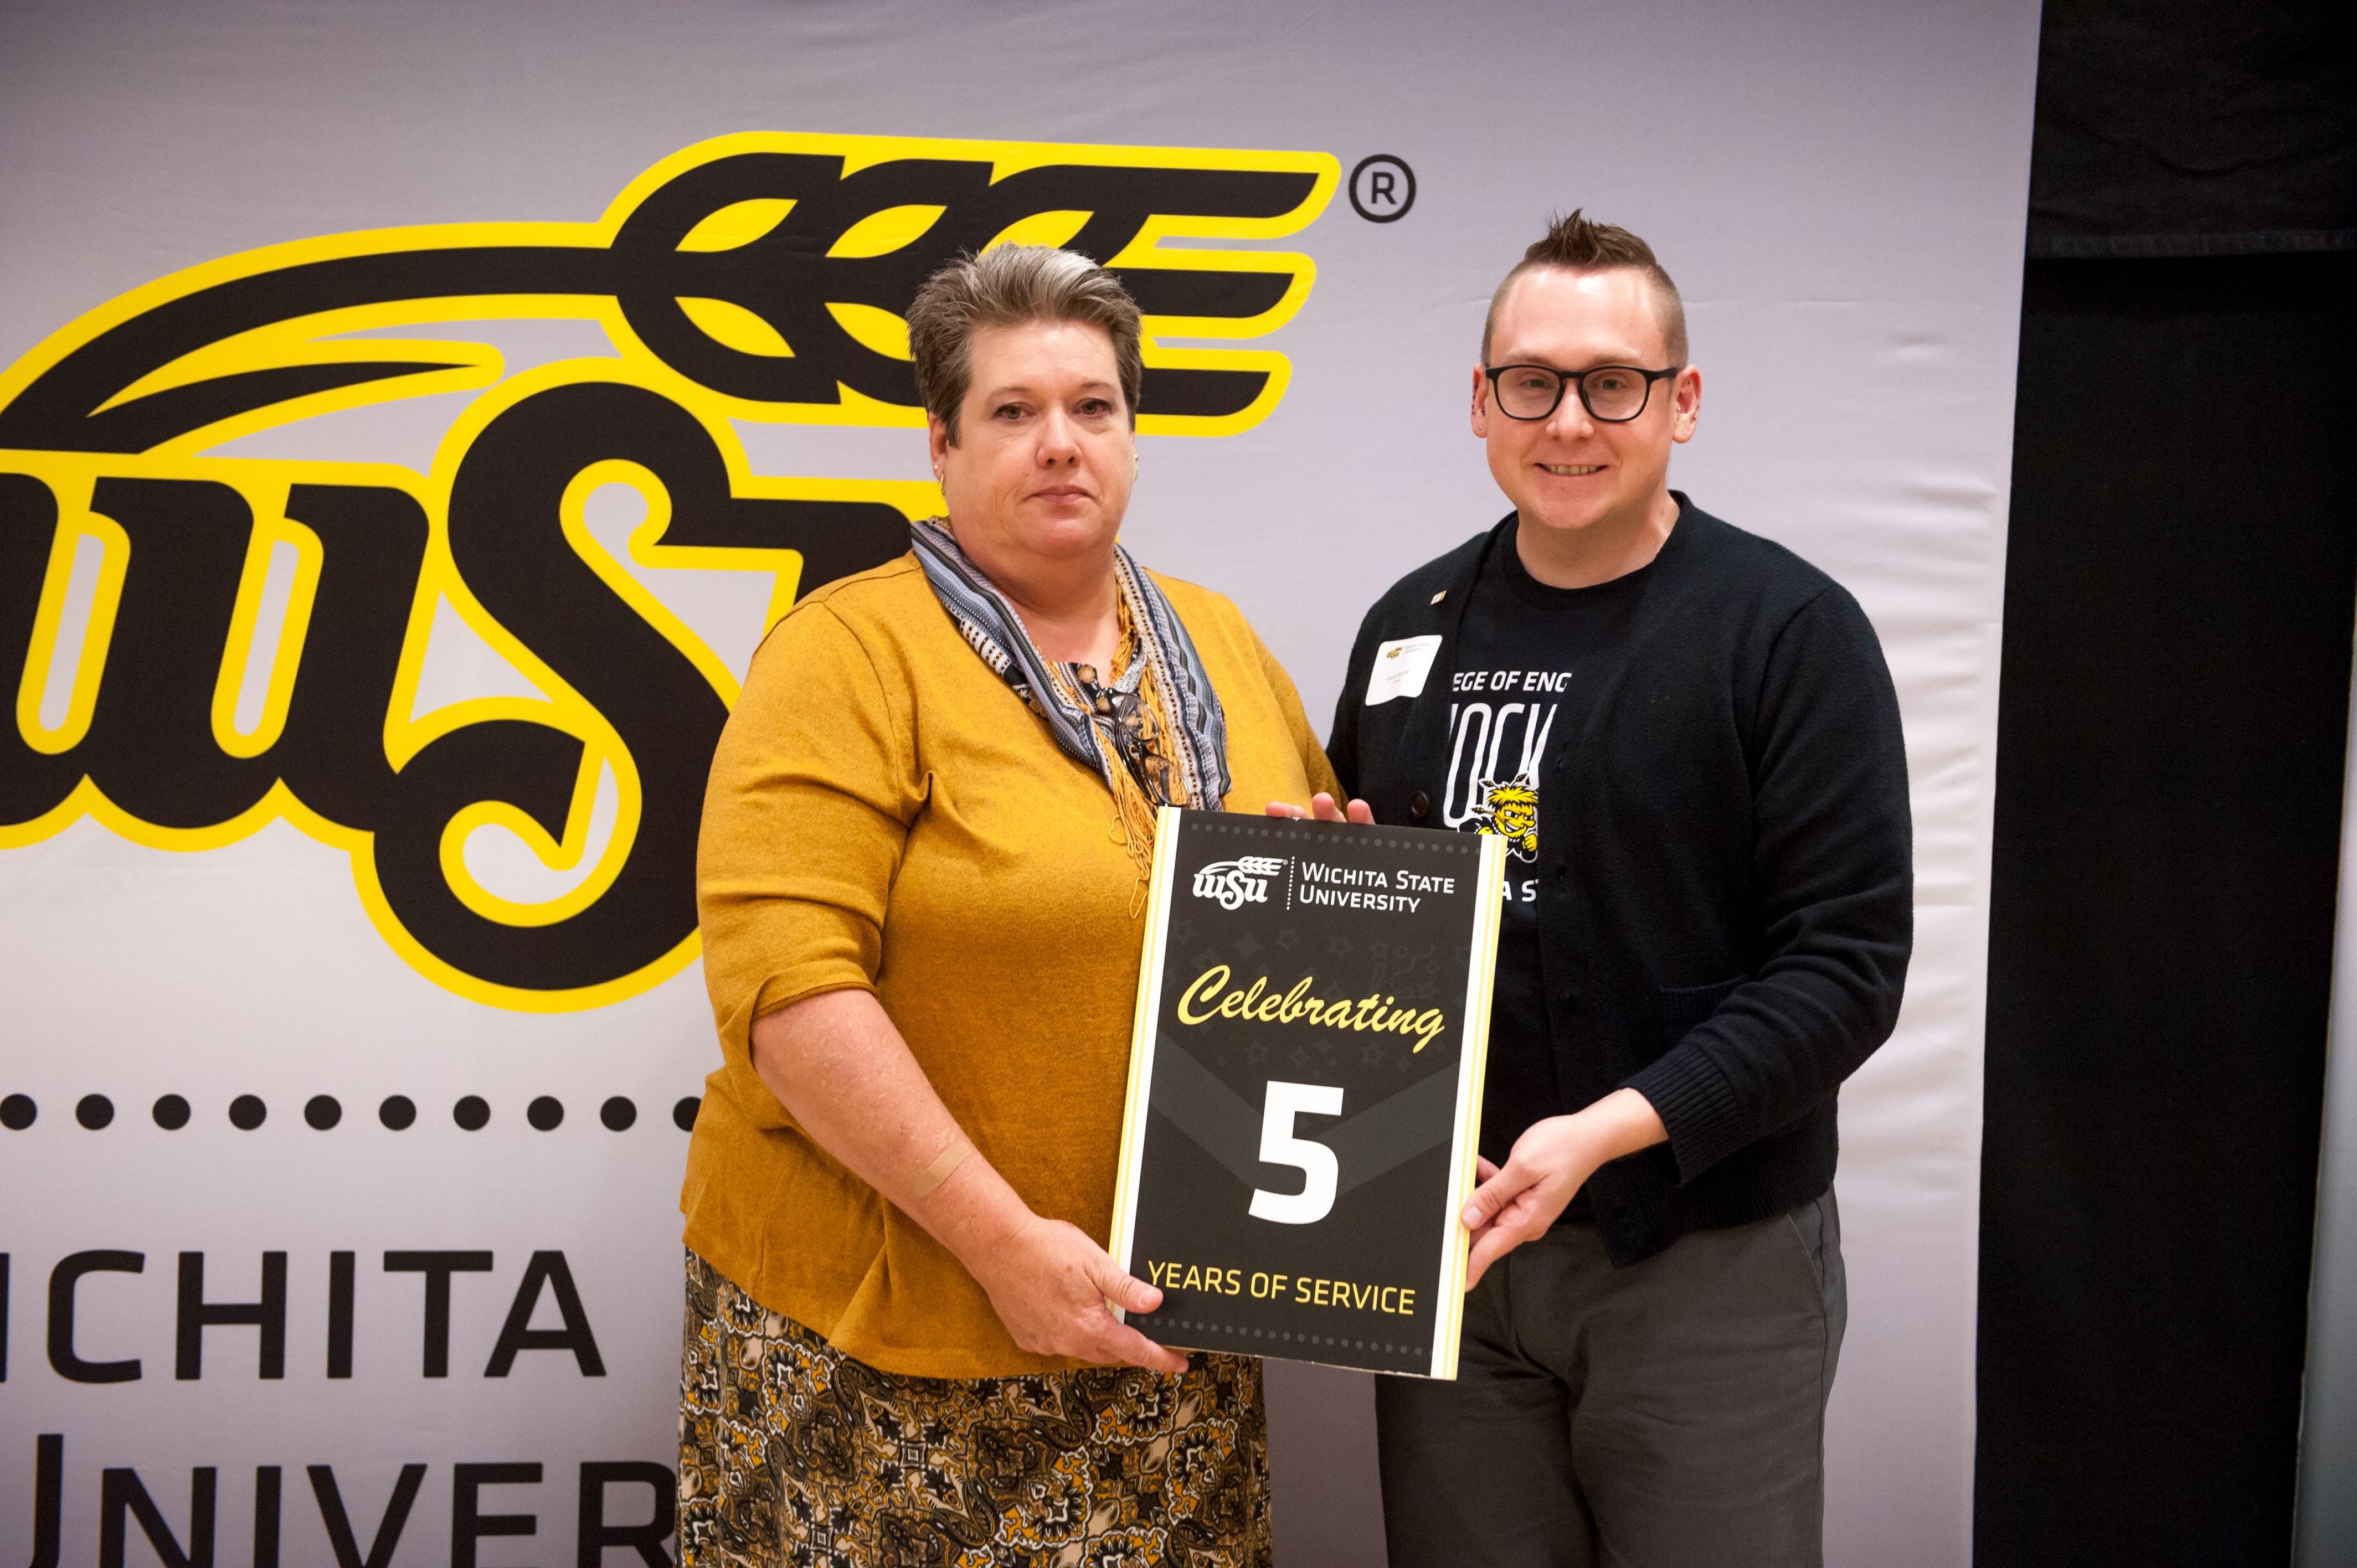 ®
wsu
ICHITA
UNIVER
EGE OF ENG
OCK
A S
wsu
WICHITA STATE
UNIVERSITY
Celebrating
5
YEARS OF SERVICE